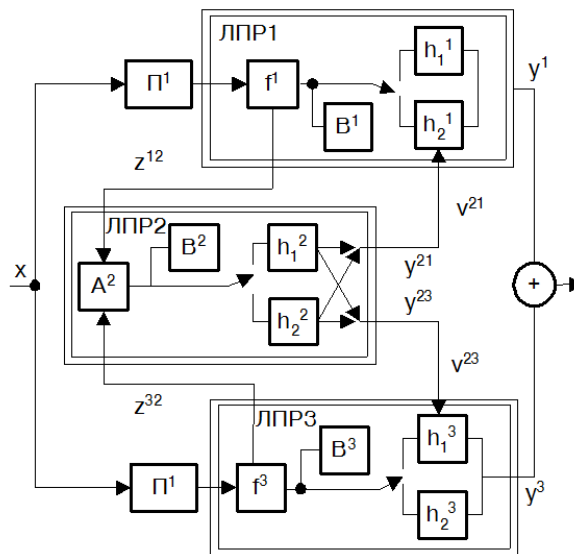 ЛПР1
П¹
f¹
h₁¹
y¹
B¹
h₂¹
z¹²
v²¹
ЛПР2
B²
h₁²
y²¹
x
A²
+
h₂²
y²³
v²³
z³²
ЛПР3
h₁³
B³
П¹
f³
y³
h₂³